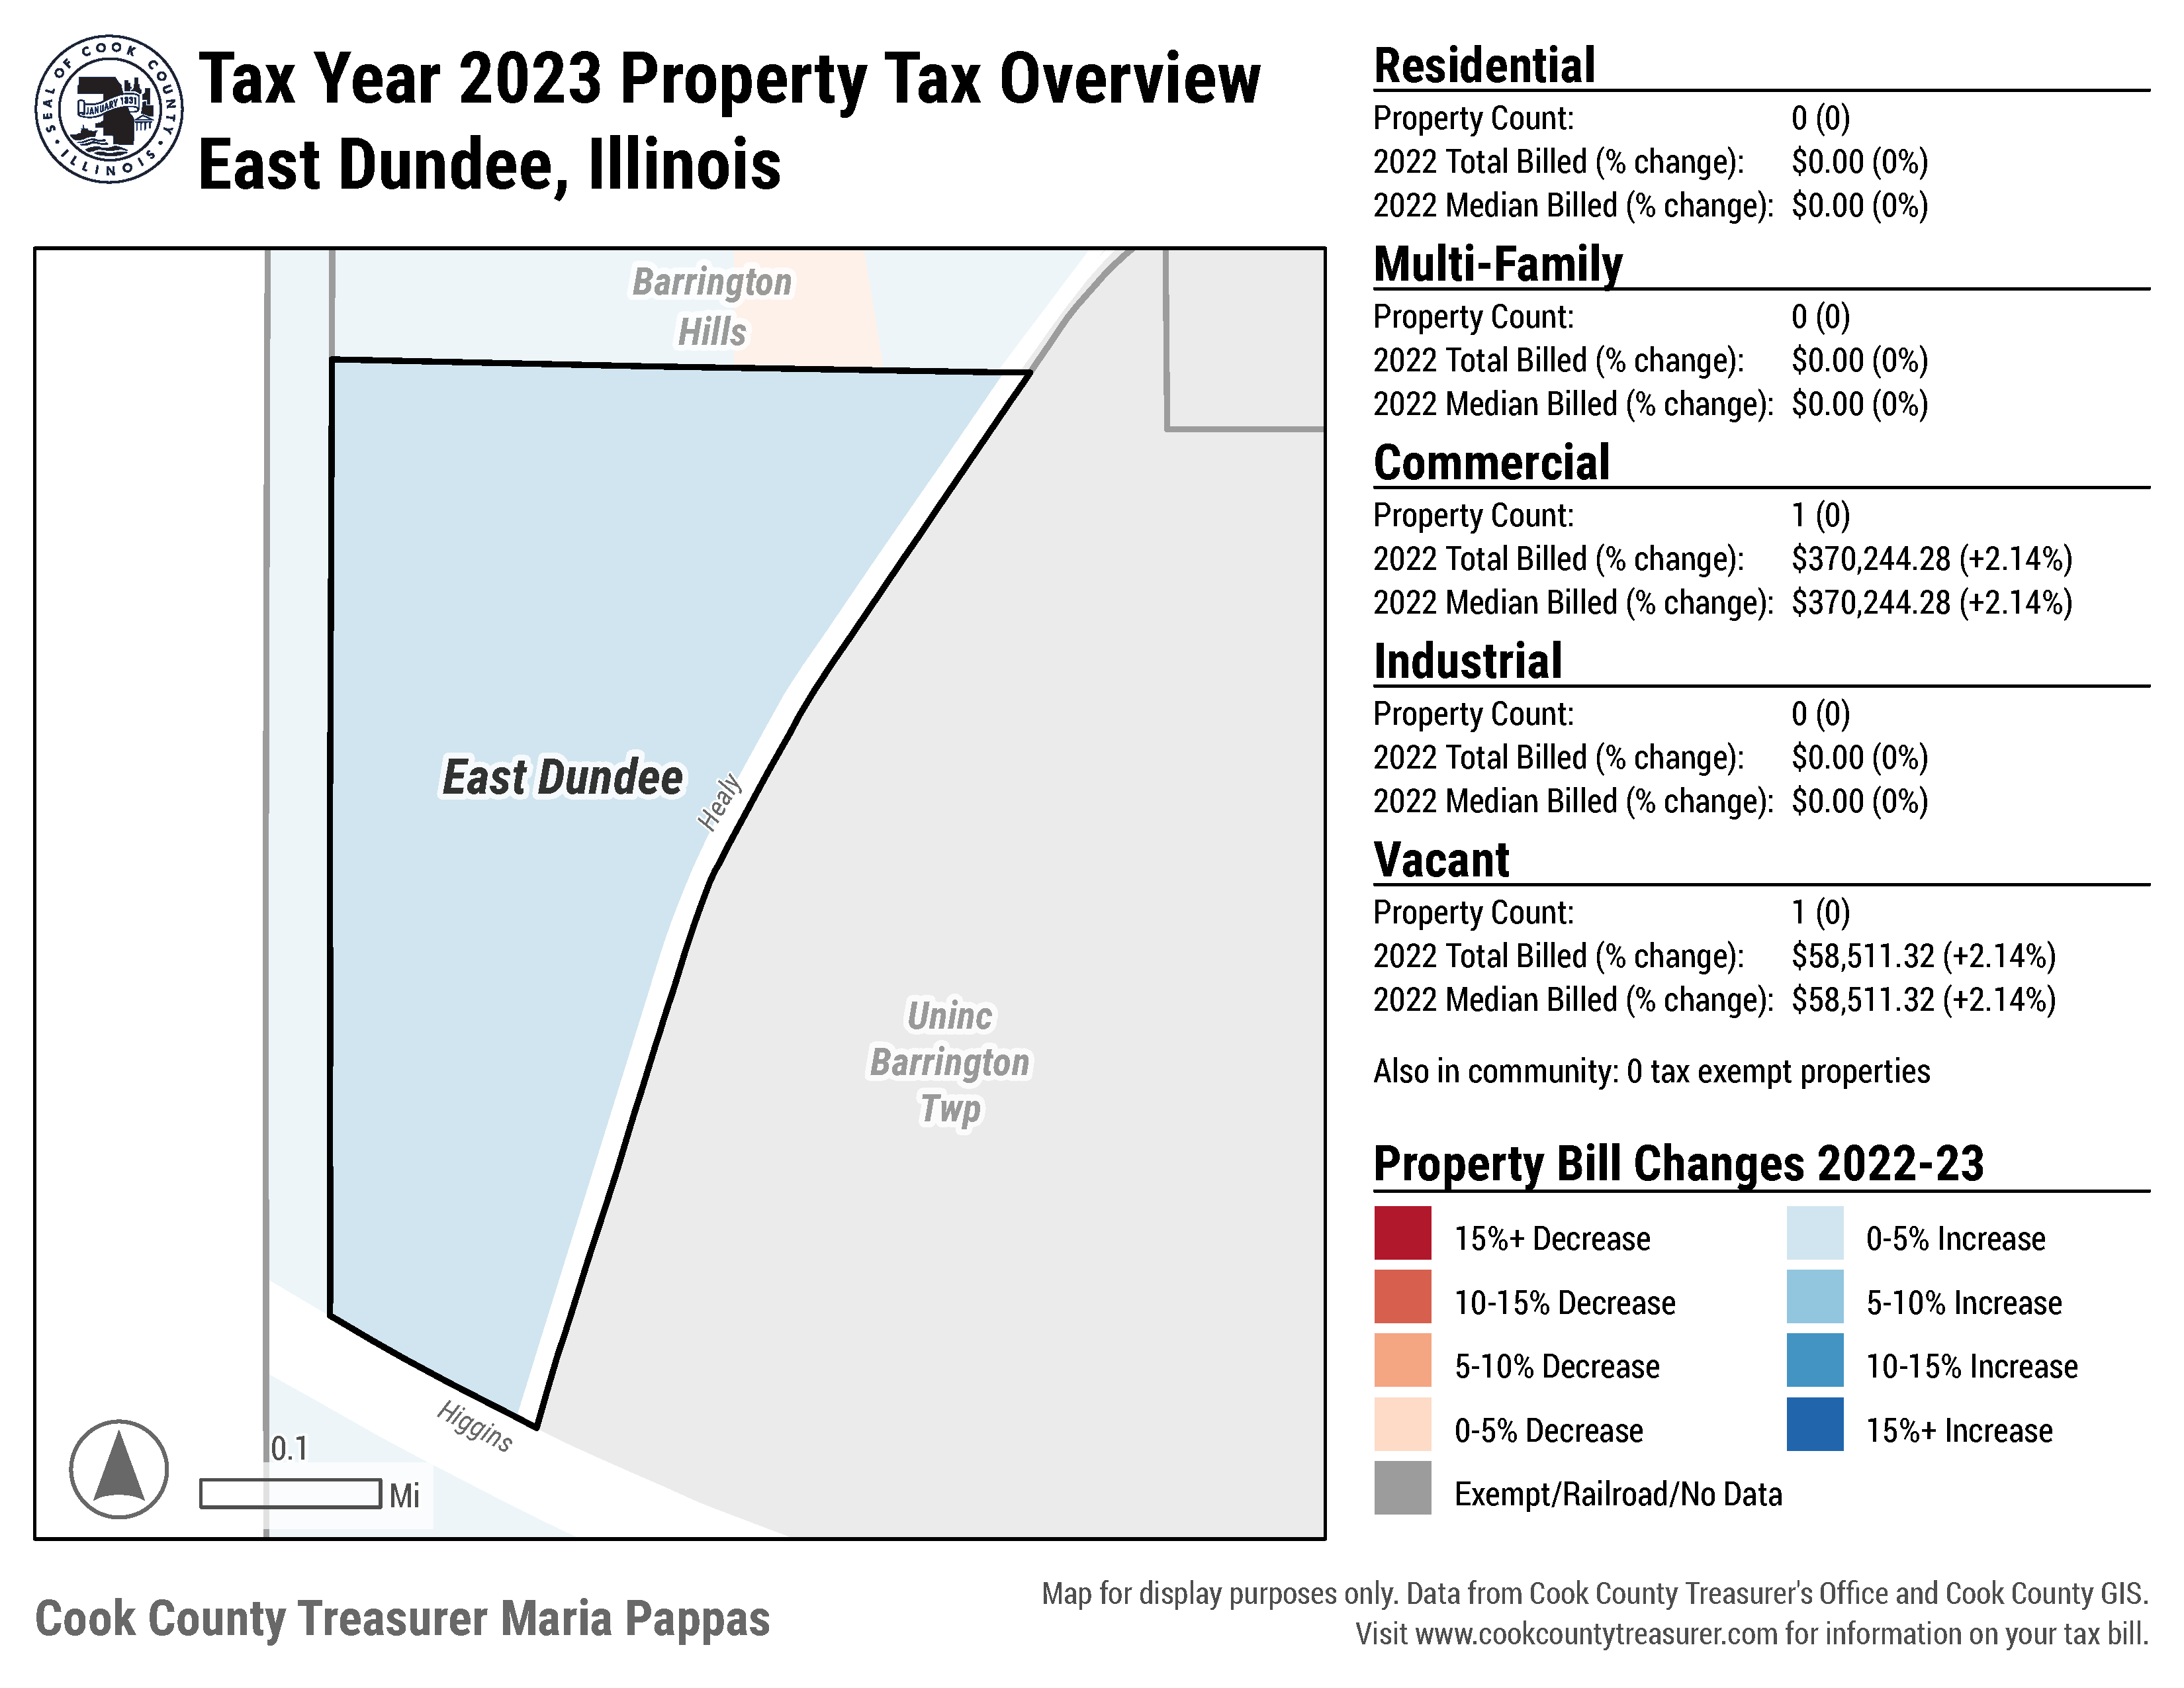 SEAL OF COOK COUNTY
ILLINOIS
JANUARY 1831
Tax Year 2023 Property Tax Overview
East Dundee, Illinois
Barrington
Hills
East Dundee
Healy
Uninc
Barrington
Twp
Higgins
0.1
Mi
Residential
Property Count: 0 (0)
2022 Total Billed (% change): $0.00 (0%)
2022 Median Billed (% change): $0.00 (0%)
Multi-Family
Property Count: 0 (0)
2022 Total Billed (% change): $0.00 (0%)
2022 Median Billed (% change): $0.00 (0%)
Commercial
Property Count: 1 (0)
2022 Total Billed (% change): $370,244.28 (+2.14%)
2022 Median Billed (% change): $370,244.28 (+2.14%)
Industrial
Property Count: 0 (0)
2022 Total Billed (% change): $0.00 (0%)
2022 Median Billed (% change): $0.00 (0%)
Vacant
Property Count: 1 (0)
2022 Total Billed (% change): $58,511.32 (+2.14%)
2022 Median Billed (% change): $58,511.32 (+2.14%)
Also in community: 0 tax exempt properties
Property Bill Changes 2022-23
15%+ Decrease 0-5% Increase
10-15% Decrease 5-10% Increase
5-10% Decrease 10-15% Increase
0-5% Decrease 15%+ Increase
Exempt/Railroad/No Data
Cook County Treasurer Maria Pappas
Map for display purposes only. Data from Cook County Treasurer's Office and Cook County GIS.
Visit www.cookcountytreasurer.com for information on your tax bill.